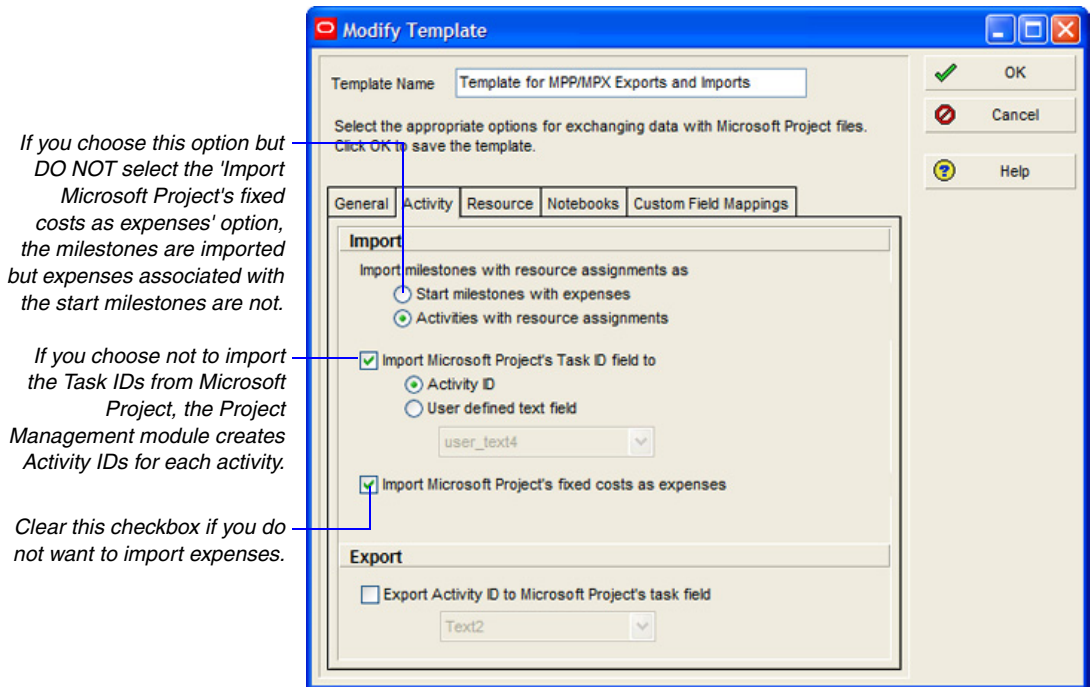 Modify Template
Template Name
Template for MPP/MPX Exports and Imports
OK
Cancel
Help
Select the appropriate options for exchanging data with Microsoft Project files.
Click OK to save the template.
If you choose this option but
DO NOT select the 'Import
Microsoft Project's fixed
costs as expenses' option,
the milestones are imported
but expenses associated with
the start milestones are not.
General Activity Resource Notebooks Custom Field Mappings
Import
Import milestones with resource assignments as
Start milestones with expenses
Activities with resource assignments
If you choose not to import
the Task IDs from Microsoft
Project, the Project
Management module creates
Activity IDs for each activity.
Import Microsoft Project's Task ID field to
Activity ID
User defined text field
user_text4
Import Microsoft Project's fixed costs as expenses
Clear this checkbox if you do
not want to import expenses.
Export
Export Activity ID to Microsoft Project's task field
Text2